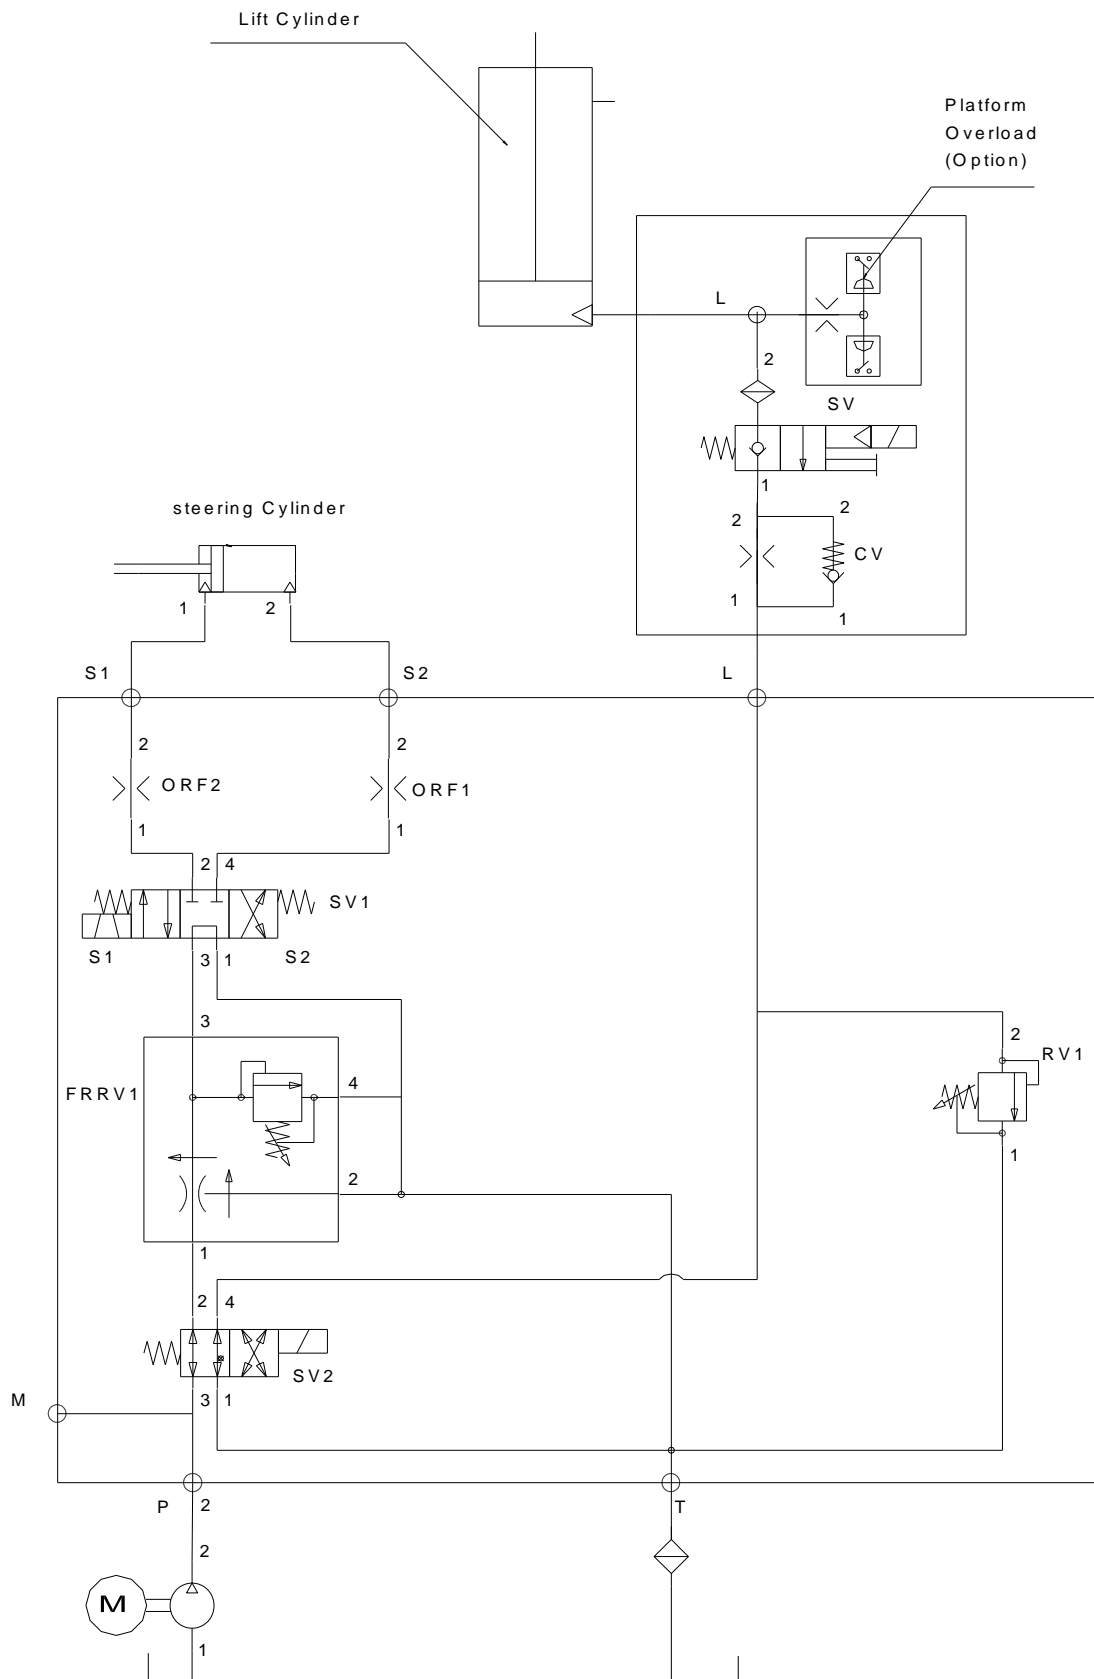 Lift Cylinder
Platform
Overload
(Option)
L
2
SV
1
steering Cylinder
2
2
CV
1
2
1
1
S1
S2
L
2
2
ORF2
ORF1
1
1
2
4
SV1
S1
3
1
S2
3
2
RV1
FRRV1
4
1
2
1
2
4
SV2
M
3
1
P
2
T
2
M
1